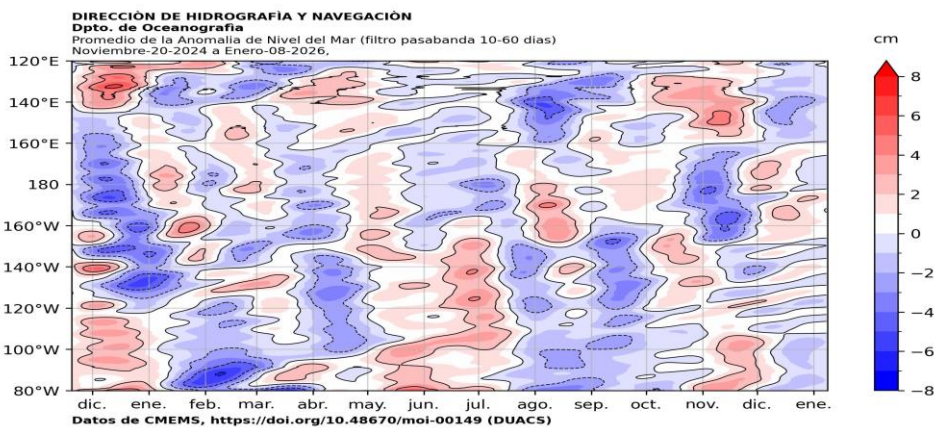 DIRECCIÒN DE HIDROGRAFÌA Y NAVEGACIÒN
Dpto. de Oceanografìa
Promedio de la Anomalia de Nivel del Mar (filtro pasabanda 10-60 dias)
Noviembre-20-2024 a Enero-08-2026,
cm
120°E
140°E
160°E
180
160°W
140°W
120°W
100°W
80°W
8
6
4
2
0
−2
−4
−6
−8
dic. ene. feb. mar. abr. may. jun. jul. ago. sep. oct. nov. dic. ene.
Datos de CMEMS, https://doi.org/10.48670/moi-00149 (DUACS)